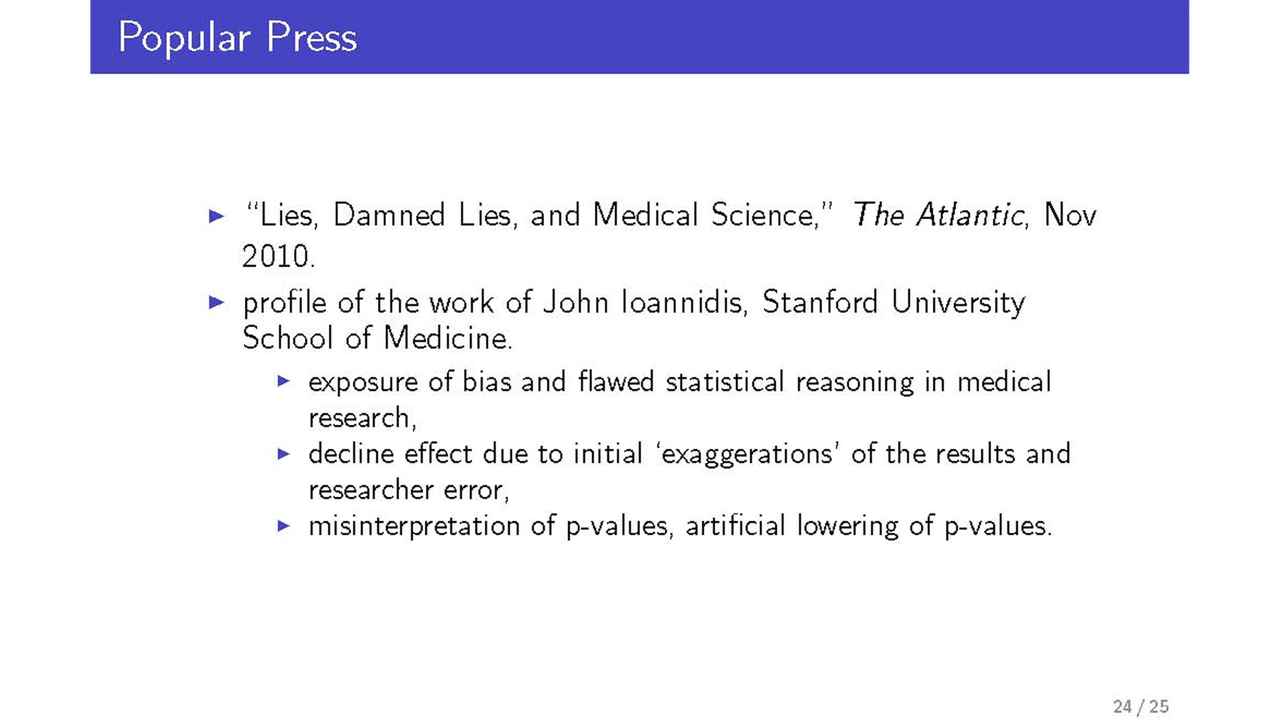 Popular Press
“Lies, Damned Lies, and Medical Science,” The Atlantic, Nov
2010.
profile of the work of John Ioannidis, Stanford University
School of Medicine.
exposure of bias and flawed statistical reasoning in medical
research,
decline effect due to initial ‘exaggerations’ of the results and
researcher error,
misinterpretation of p-values, artificial lowering of p-values.
24 / 25